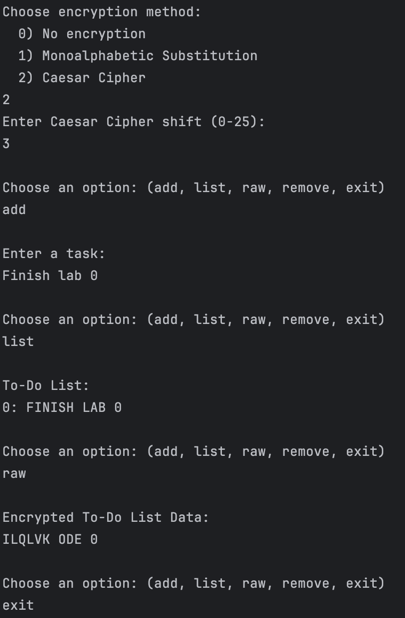 Choose encryption method:
  0) No encryption
  1) Monoalphabetic Substitution
  2) Caesar Cipher
2
Enter Caesar Cipher shift (0-25):
3

Choose an option: (add, list, raw, remove, exit)
add

Enter a task:
Finish lab 0

Choose an option: (add, list, raw, remove, exit)
list

To-Do List:
0: FINISH LAB 0

Choose an option: (add, list, raw, remove, exit)
raw

Encrypted To-Do List Data:
ILQLVK ODE 0

Choose an option: (add, list, raw, remove, exit)
exit